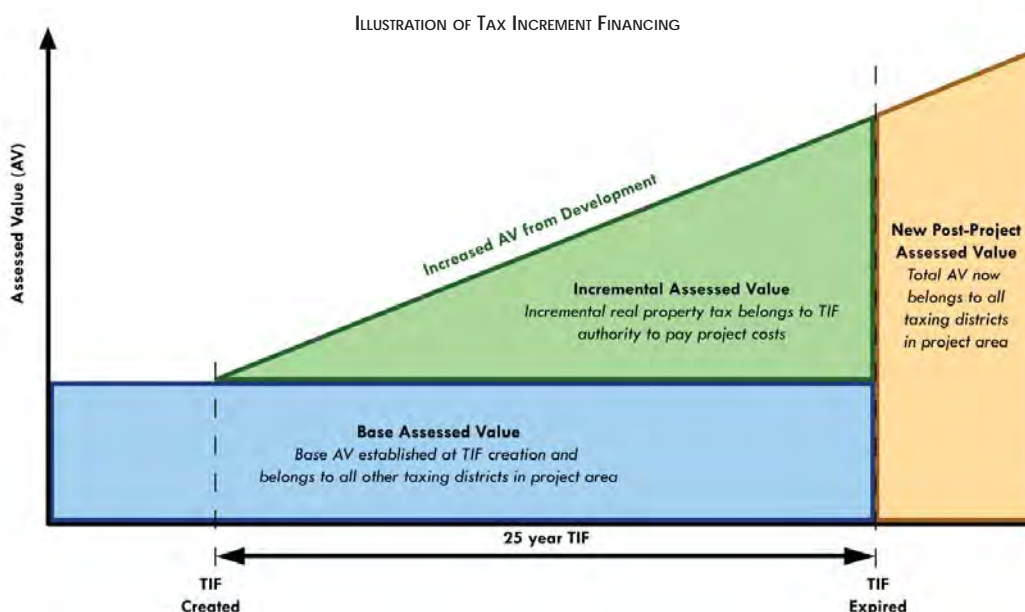 ILLUSTRATION OF TAX INCREMENT FINANCING
Assessed Value (AV)
Increased AV from Development
Incremental Assessed Value
Incremental real property tax belongs to TIF
authority to pay project costs
New Post-Project
Assessed Value
Total AV now
belongs to all
taxing districts
in project area
Base Assessed Value
Base AV established at TIF creation and
belongs to all other taxing districts in project area
25 year TIF
TIF
Created
TIF
Expired